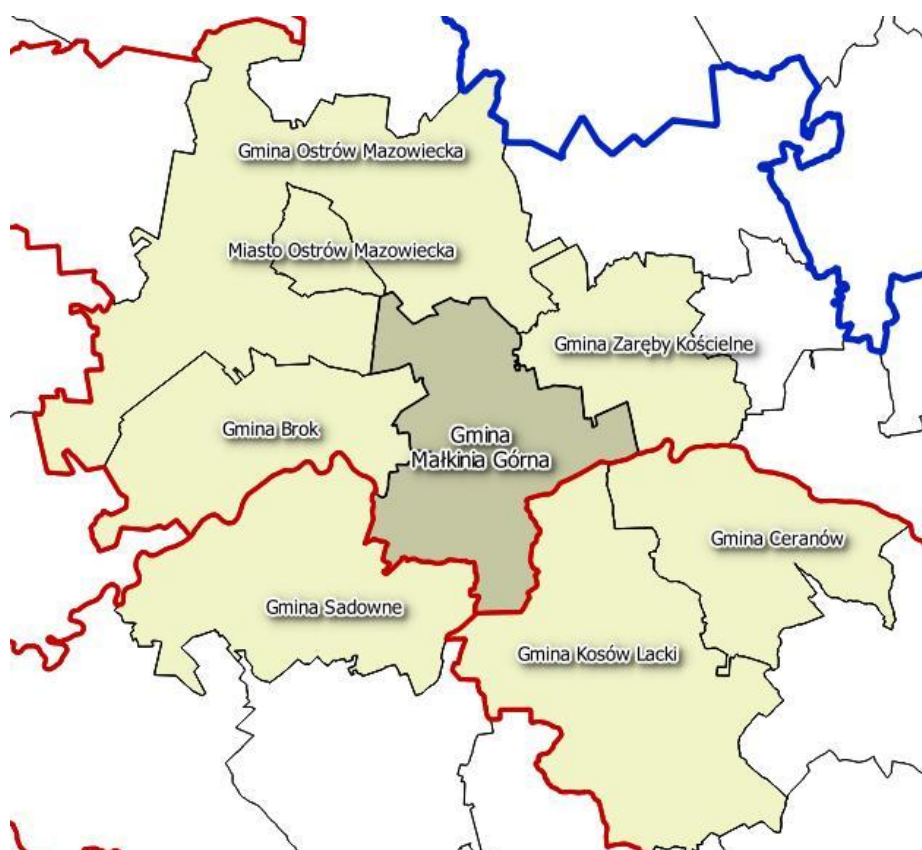 Gmina Ostrów Mazowiecka
Miasto Ostrów Mazowiecka
Gmina Zaręby Kościelne
Gmina Brok
Gmina
Małkinia Górna
Gmina Ceranów
Gmina Sadowne
Gmina Kosów Lacki